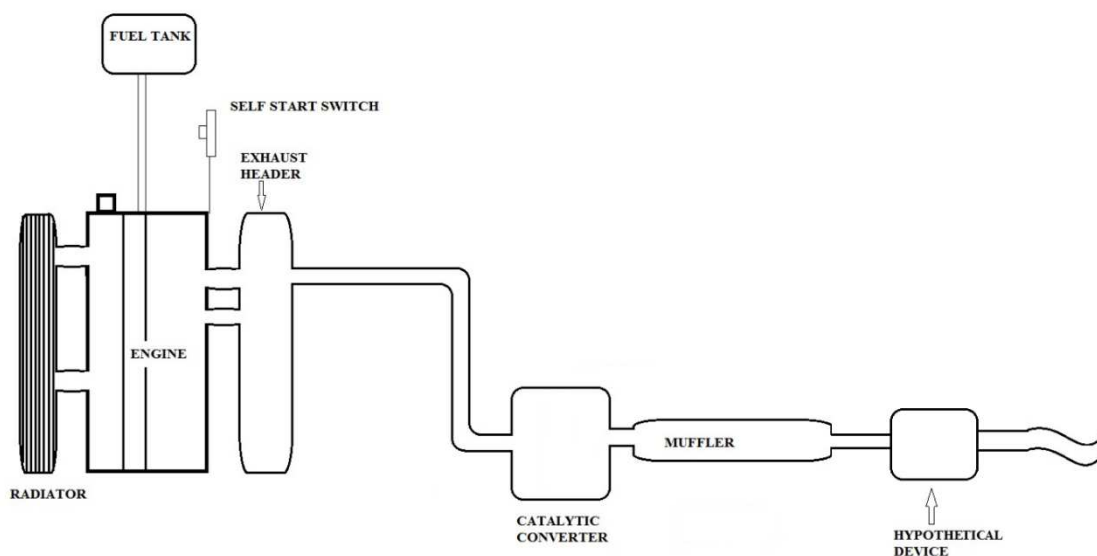 FUEL TANK
SELF START SWITCH
EXHAUST
HEADER
ENGINE
RADIATOR
MUFFLER
CATALYTIC
CONVERTER
HYPOTHETICAL
DEVICE